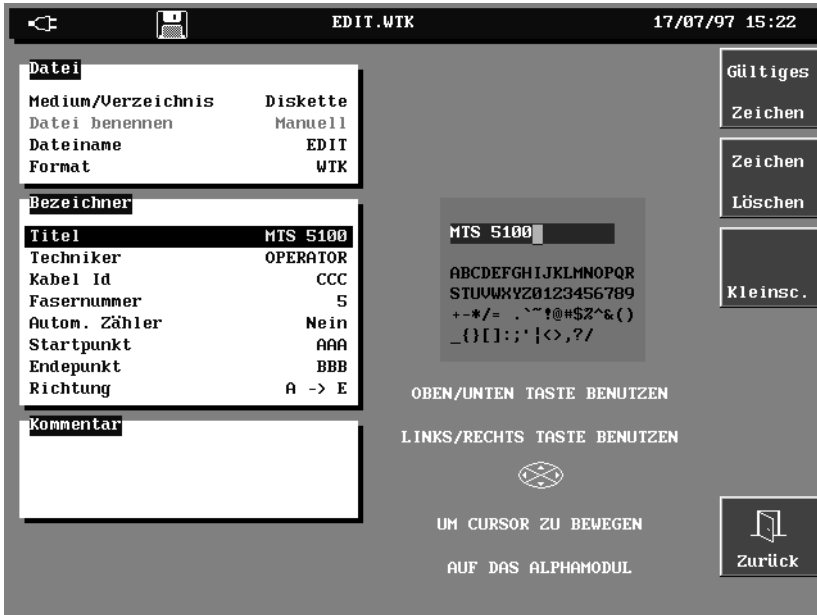 EDIT.WTK 17/07/97 15:22
Datei
Medium/Verzeichnis Diskette
Datei benennen Manuell
Dateiname EDIT
Format WTK
Bezeichner
Titel MTS 5100
Techniker OPERATOR
Kabel Id CCC
Fasernummer 5
Autom. Zähler Nein
Startpunkt AAA
Endepunkt BBB
Richtung A -> E
Kommentar
MTS 5100
ABCDEFGHIJKLMNOPQR
STUVWXYZ0123456789
+-*/= .`~"!@#$%^&()
_{}[]:;'¦<>,?/
OBEN/UNTEN TASTE BENUTZEN
LINKS/RECHTS TASTE BENUTZEN
UM CURSOR ZU BEWEGEN
AUF DAS ALPHAMODUL
Gültiges
Zeichen
Zeichen
Löschen
Kleinsc.
Zurück